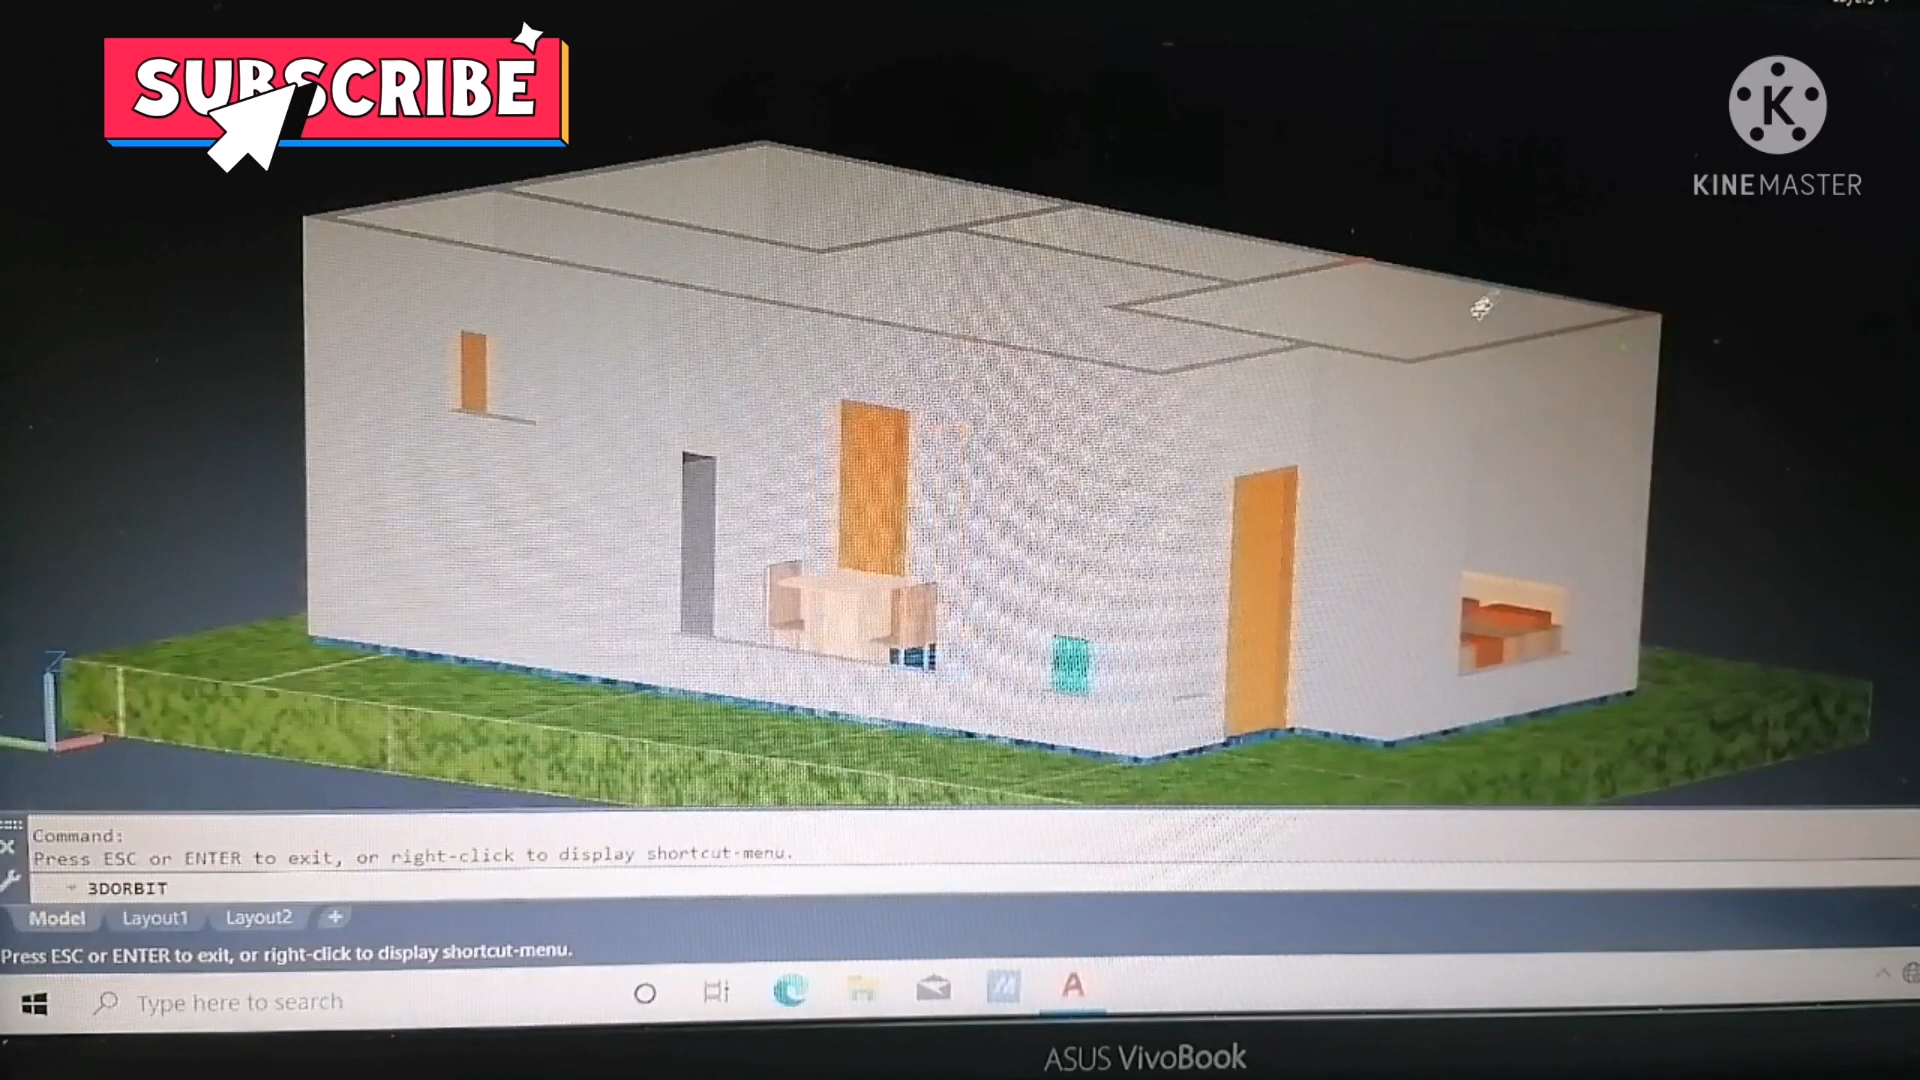 SUBSCRIBE
K
KINEMASTER
Command:
Press ESC or ENTER to exit, or right-click to display shortcut-menu.
3DORBIT
Model Layout1 Layout2 +
Press ESC or ENTER to exit, or right-click to display shortcut-menu.
Type here to search
ASUS VivoBook